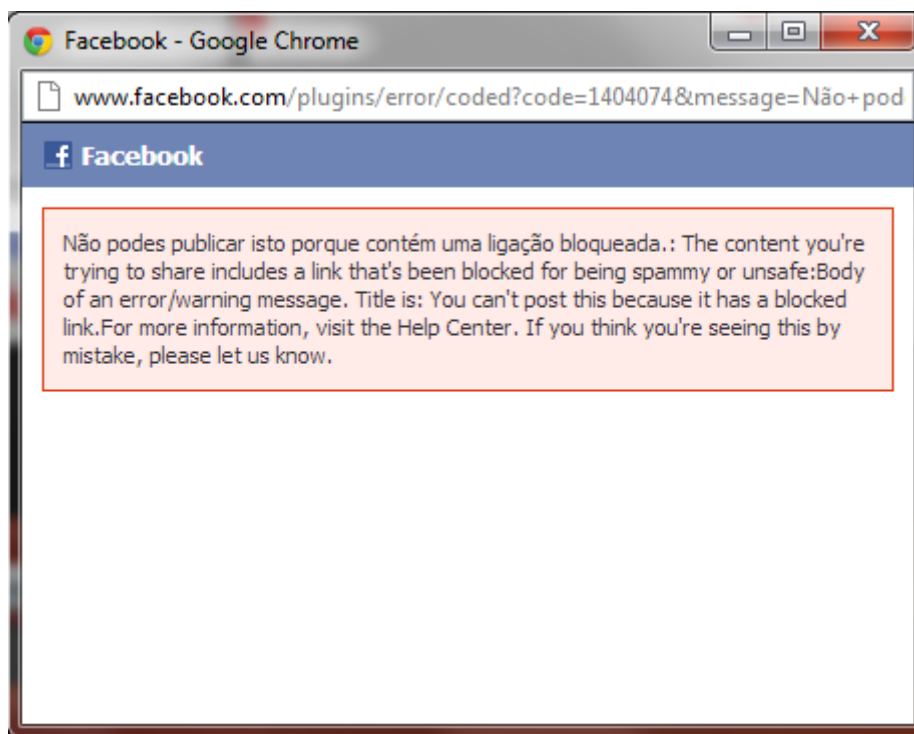 Facebook - Google Chrome
www.facebook.com/plugins/error/coded?code=1404074&message=Não+pod
f Facebook
Não podes publicar isto porque contém uma ligação bloqueada.: The content you're
trying to share includes a link that's been blocked for being spammy or unsafe:Body
of an error/warning message. Title is: You can't post this because it has a blocked
link.For more information, visit the Help Center. If you think you're seeing this by
mistake, please let us know.